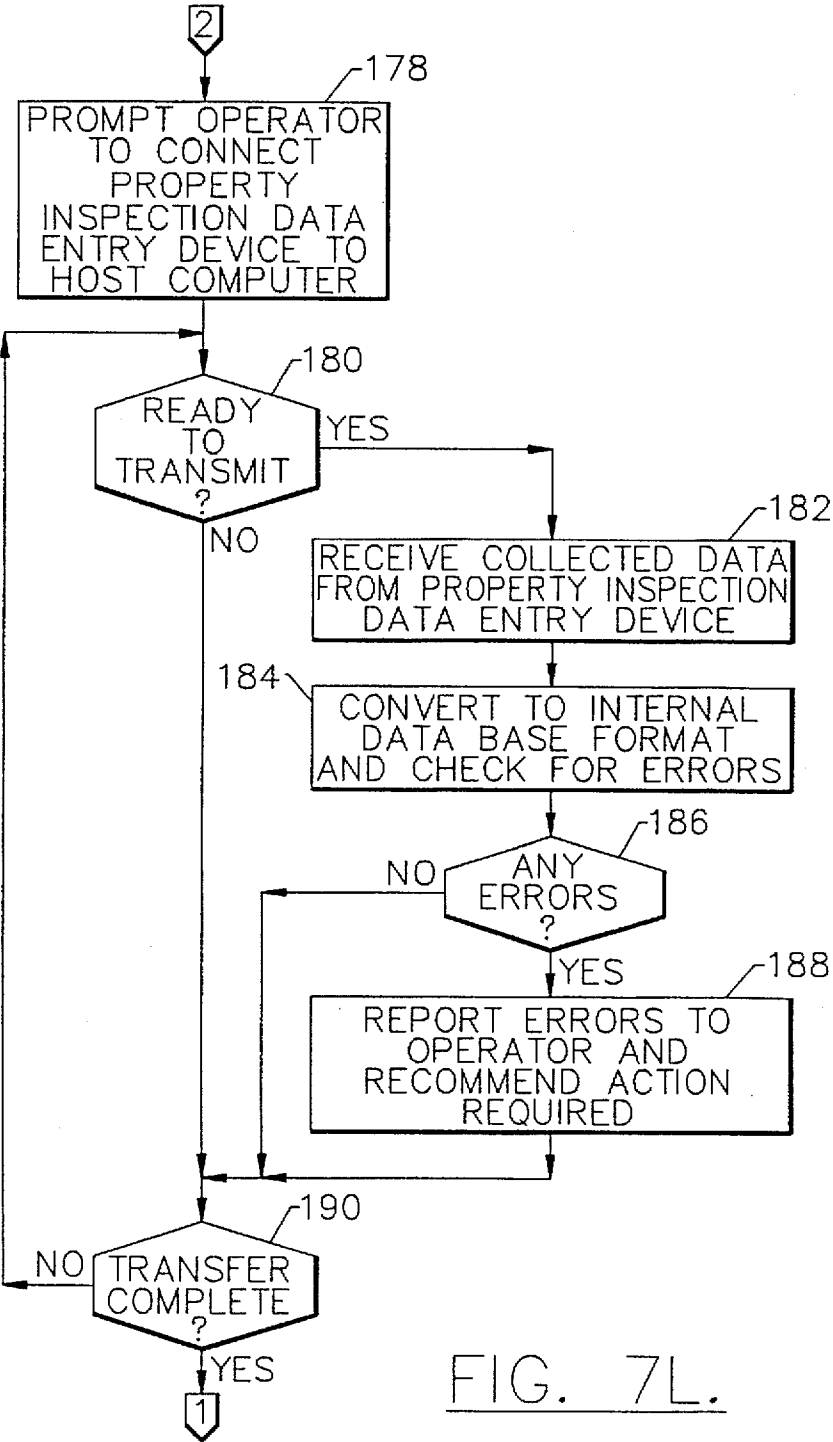 2
178
PROMPT OPERATOR
TO CONNECT
PROPERTY
INSPECTION DATA
ENTRY DEVICE TO
HOST COMPUTER
180
READY
TO
TRANSMIT
?
YES
NO
182
RECEIVE COLLECTED DATA
FROM PROPERTY INSPECTION
DATA ENTRY DEVICE
184
CONVERT TO INTERNAL
DATA BASE FORMAT
AND CHECK FOR ERRORS
186
ANY
ERRORS
?
NO
YES
188
REPORT ERRORS TO
OPERATOR AND
RECOMMEND ACTION
REQUIRED
190
TRANSFER
COMPLETE
?
NO
YES
1
FIG. 7L.